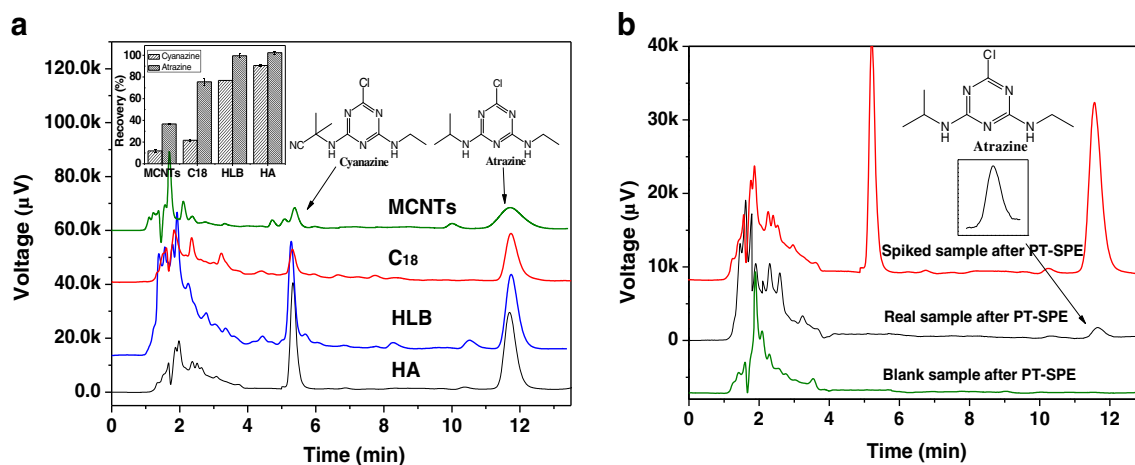 a
120.0k
100.0k
80.0k
60.0k
40.0k
20.0k
0.0
Voltage (µ V)
0 2 4 6 8 10 12
Time (min)
100
80
60
40
20
0
Recovery (%)
Cyanazine
Atrazine
MCNTs C18 HLB HA
Cl
N N
NC N N N
H H
Cyanazine
Cl
N N
N N N
H H
Atrazine
MCNTs
C18
HLB
HA
b
40k
30k
20k
10k
0
Voltage (µ V)
0 2 4 6 8 10 12
Time (min)
Cl
N N
HN N NH
Atrazine
Spiked sample after PT-SPE
Real sample after PT-SPE
Blank sample after PT-SPE